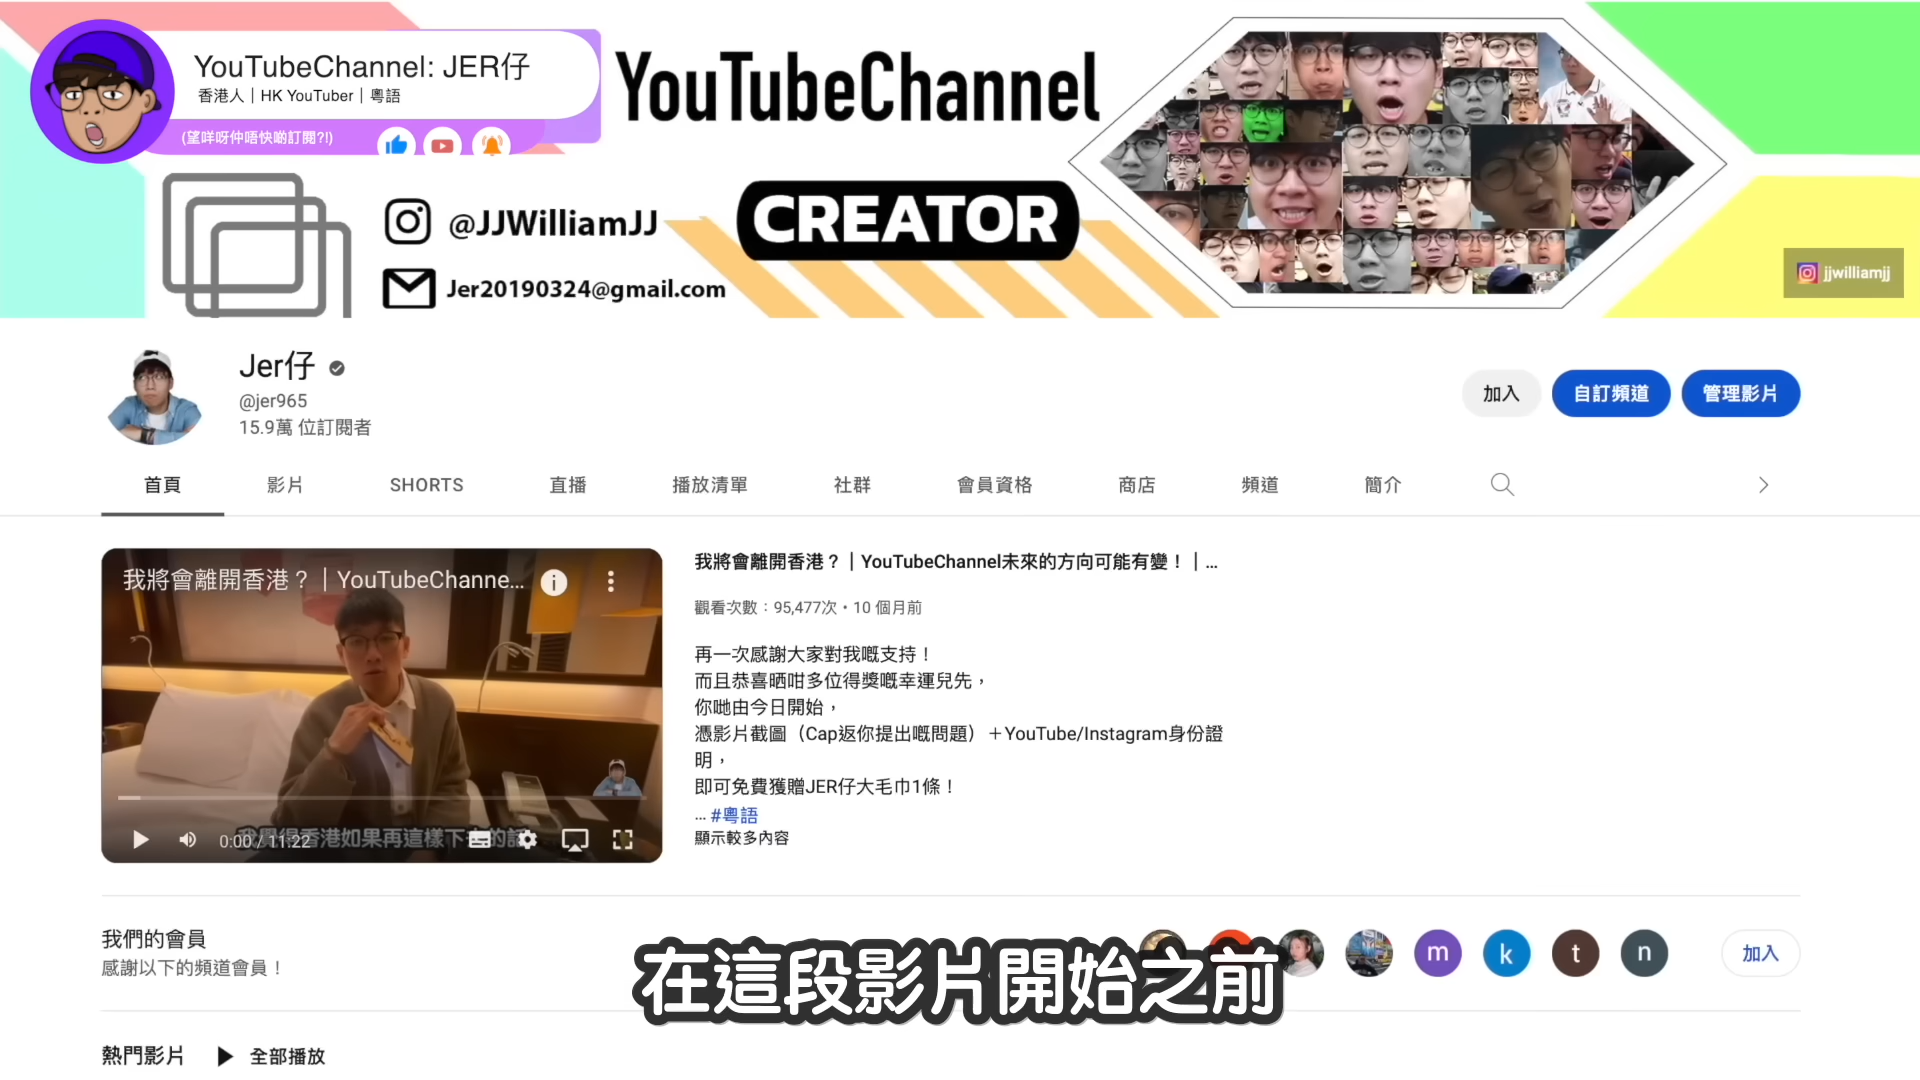 YouTubeChannel: JER仔
香港人｜HK YouTuber｜粵語
(望咩呀仲唔快啲訂閱?!)
YouTubeChannel
CREATOR
@JJWilliamJJ
Jer20190324@gmail.com
jjwilliamjj
Jer仔
@jer965
15.9萬 位訂閱者
加入
自訂頻道
管理影片
首頁
影片
SHORTS
直播
播放清單
社群
會員資格
商店
頻道
簡介
我將會離開香港？｜YouTubeChanne...
0:00 / 11:22
我將會離開香港？｜YouTubeChannel未來的方向可能有變！｜...
觀看次數：95,477次・10 個月前
再一次感謝大家對我嘅支持！
而且恭喜晒咁多位得獎嘅幸運兒先，
你哋由今日開始，
憑影片截圖（Cap返你提出嘅問題）＋YouTube/Instagram身份證
明，
即可免費獲贈JER仔大毛巾1條！
... #粵語
顯示較多內容
我們的會員
感謝以下的頻道會員！
m
k
t
n
加入
在這段影片開始之前
熱門影片
全部播放